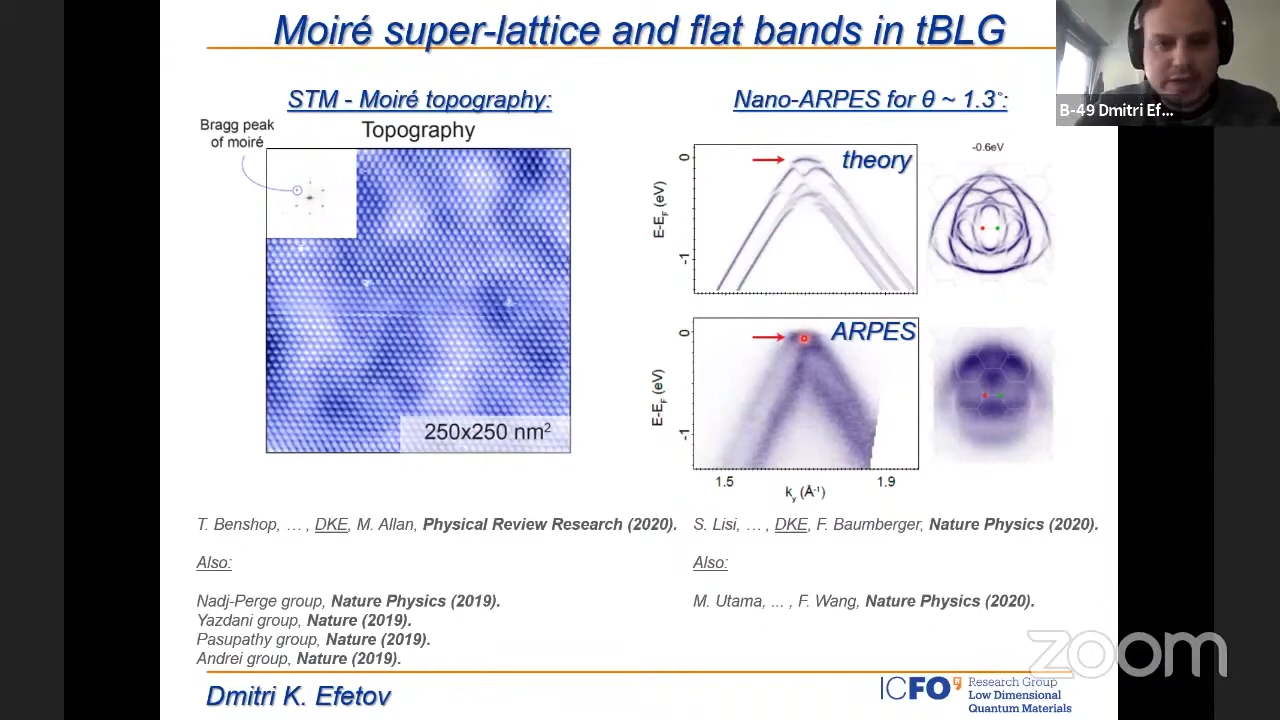 Moiré super-lattice and flat bands in tBLG
STM - Moiré topography:
Bragg peak
of moiré
Topography
250x250 nm²
Nano-ARPES for θ ~ 1.3°:
theory
0
-1
E-E_F (eV)
-0.6eV
ARPES
0
-1
E-E_F (eV)
1.5
1.9
k_y (Å⁻¹)
T. Benshop, … , DKE, M. Allan, Physical Review Research (2020).
Also:
Nadj-Perge group, Nature Physics (2019).
Yazdani group, Nature (2019).
Pasupathy group, Nature (2019).
Andrei group, Nature (2019).
S. Lisi, … , DKE, F. Baumberger, Nature Physics (2020).
Also:
M. Utama, ... , F. Wang, Nature Physics (2020).
Dmitri K. Efetov
ICFO
Research Group
Low Dimensional
Quantum Materials
B-49 Dmitri Ef...
zoom